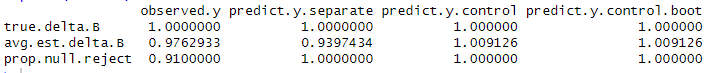 observed.y predict.y.separate predict.y.control predict.y.control.boot
true.delta.B 1.0000000 1.0000000 1.000000 1.000000
avg.est.delta.B 0.9762933 0.9397434 1.009126 1.009126
prop.null.reject 0.9100000 1.0000000 1.000000 1.000000